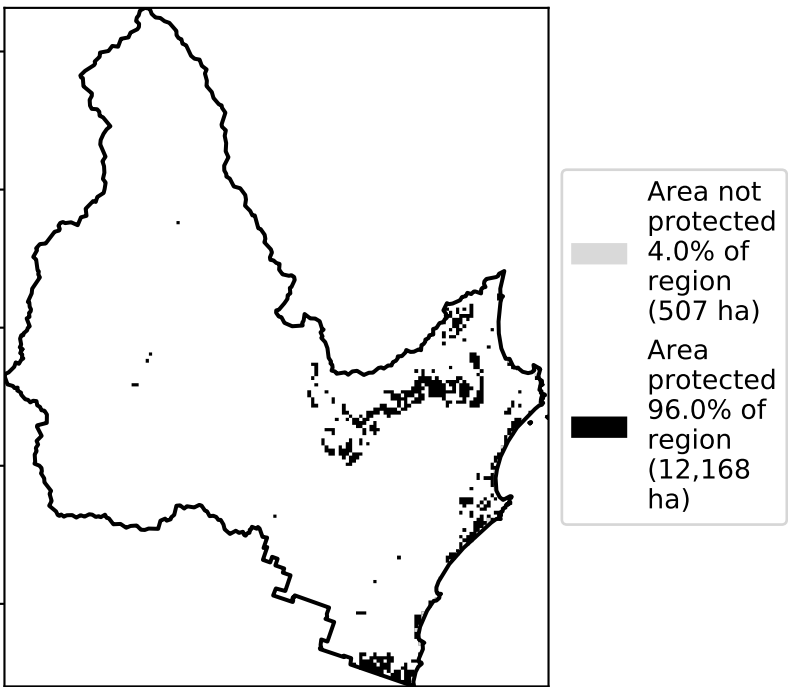 Area not
protected
4.0% of
region
(507 ha)
Area
protected
96.0% of
region
(12,168
ha)